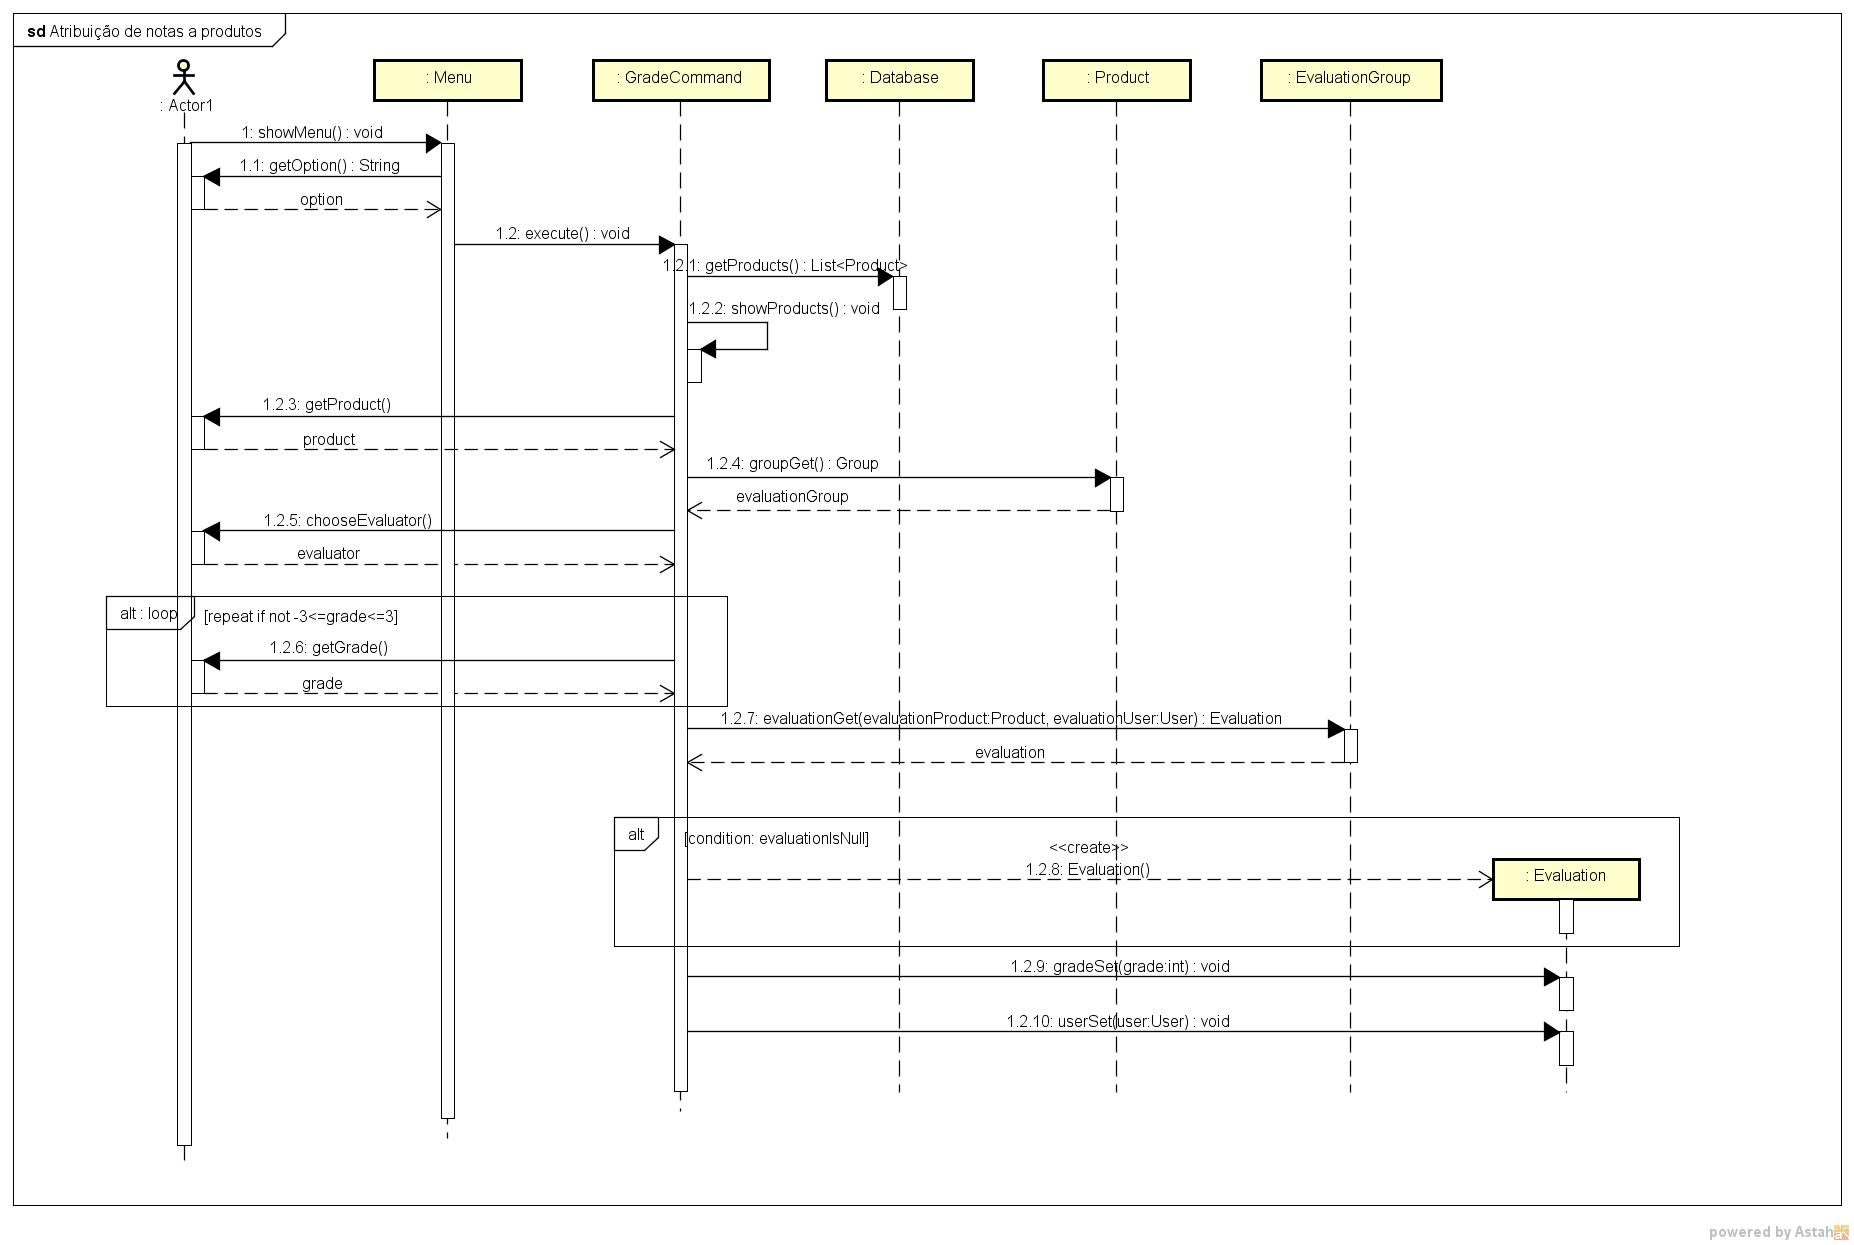 sd Atribuição de notas a produtos
: Actor1
: Menu
: GradeCommand
: Database
: Product
: EvaluationGroup
1: showMenu() : void
1.1: getOption() : String
option
1.2: execute() : void
1.2.1: getProducts() : List<Product>
1.2.2: showProducts() : void
1.2.3: getProduct()
product
1.2.4: groupGet() : Group
evaluationGroup
1.2.5: chooseEvaluator()
evaluator
alt : loop
[repeat if not -3<=grade<=3]
1.2.6: getGrade()
grade
1.2.7: evaluationGet(evaluationProduct:Product, evaluationUser:User) : Evaluation
evaluation
alt
[condition: evaluationIsNull]
<<create>>
1.2.8: Evaluation()
: Evaluation
1.2.9: gradeSet(grade:int) : void
1.2.10: userSet(user:User) : void
powered by Astah